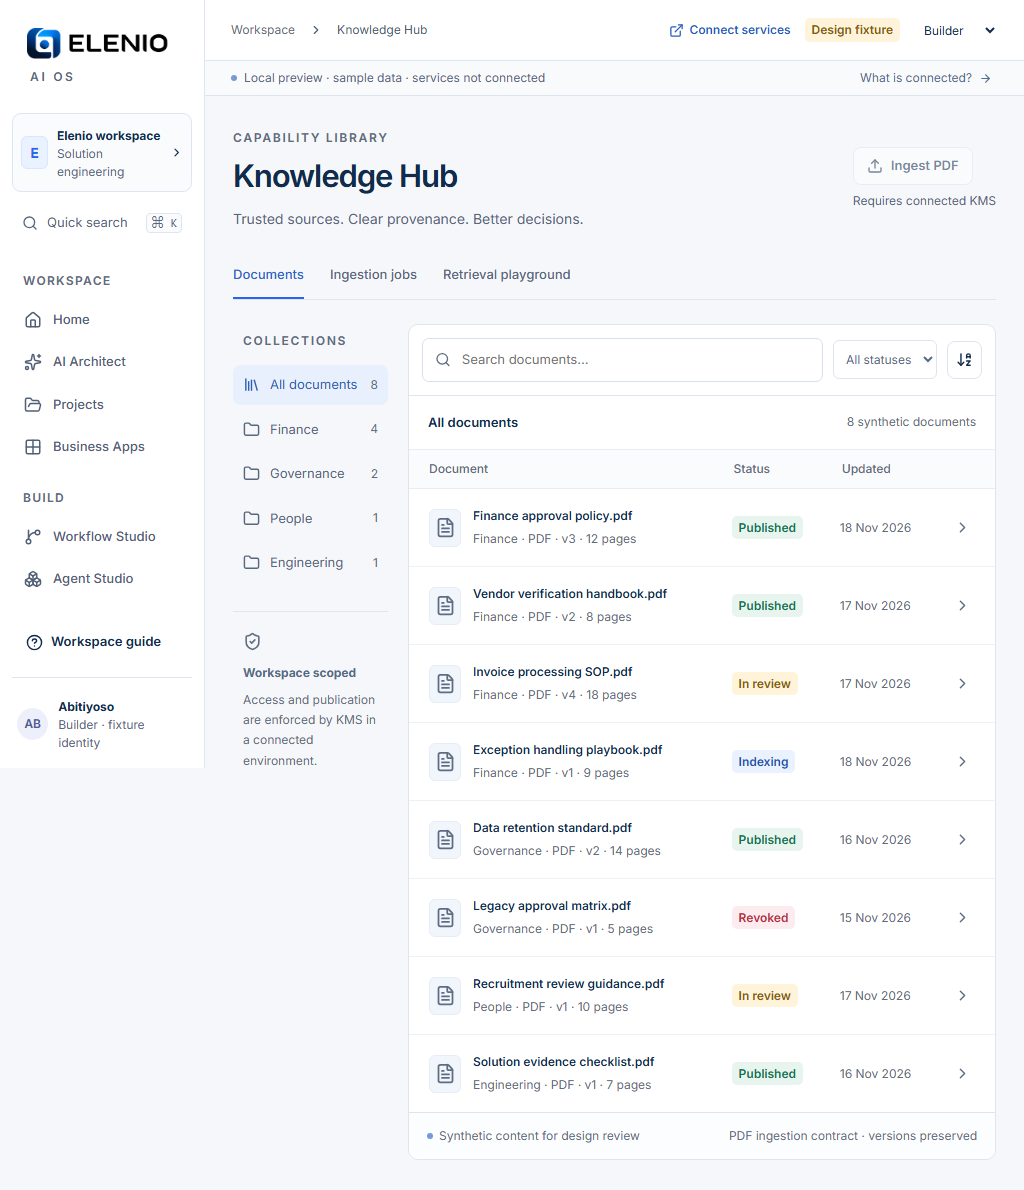 ELENIO
AI OS
E
Elenio workspace
Solution
engineering
Quick search
⌘ K
WORKSPACE
Home
AI Architect
Projects
Business Apps
BUILD
Workflow Studio
Agent Studio
Workspace guide
AB
Abitiyoso
Builder · fixture
identity
Workspace
Knowledge Hub
Connect services
Design fixture
Builder
Local preview · sample data · services not connected
What is connected?
CAPABILITY LIBRARY
Knowledge Hub
Trusted sources. Clear provenance. Better decisions.
Ingest PDF
Requires connected KMS
Documents
Ingestion jobs
Retrieval playground
COLLECTIONS
All documents 8
Finance 4
Governance 2
People 1
Engineering 1
Workspace scoped
Access and publication
are enforced by KMS in
a connected
environment.
Search documents...
All statuses
All documents
8 synthetic documents
Document Status Updated
Finance approval policy.pdf
Finance · PDF · v3 · 12 pages
Published
18 Nov 2026
Vendor verification handbook.pdf
Finance · PDF · v2 · 8 pages
Published
17 Nov 2026
Invoice processing SOP.pdf
Finance · PDF · v4 · 18 pages
In review
17 Nov 2026
Exception handling playbook.pdf
Finance · PDF · v1 · 9 pages
Indexing
18 Nov 2026
Data retention standard.pdf
Governance · PDF · v2 · 14 pages
Published
16 Nov 2026
Legacy approval matrix.pdf
Governance · PDF · v1 · 5 pages
Revoked
15 Nov 2026
Recruitment review guidance.pdf
People · PDF · v1 · 10 pages
In review
17 Nov 2026
Solution evidence checklist.pdf
Engineering · PDF · v1 · 7 pages
Published
16 Nov 2026
Synthetic content for design review
PDF ingestion contract · versions preserved